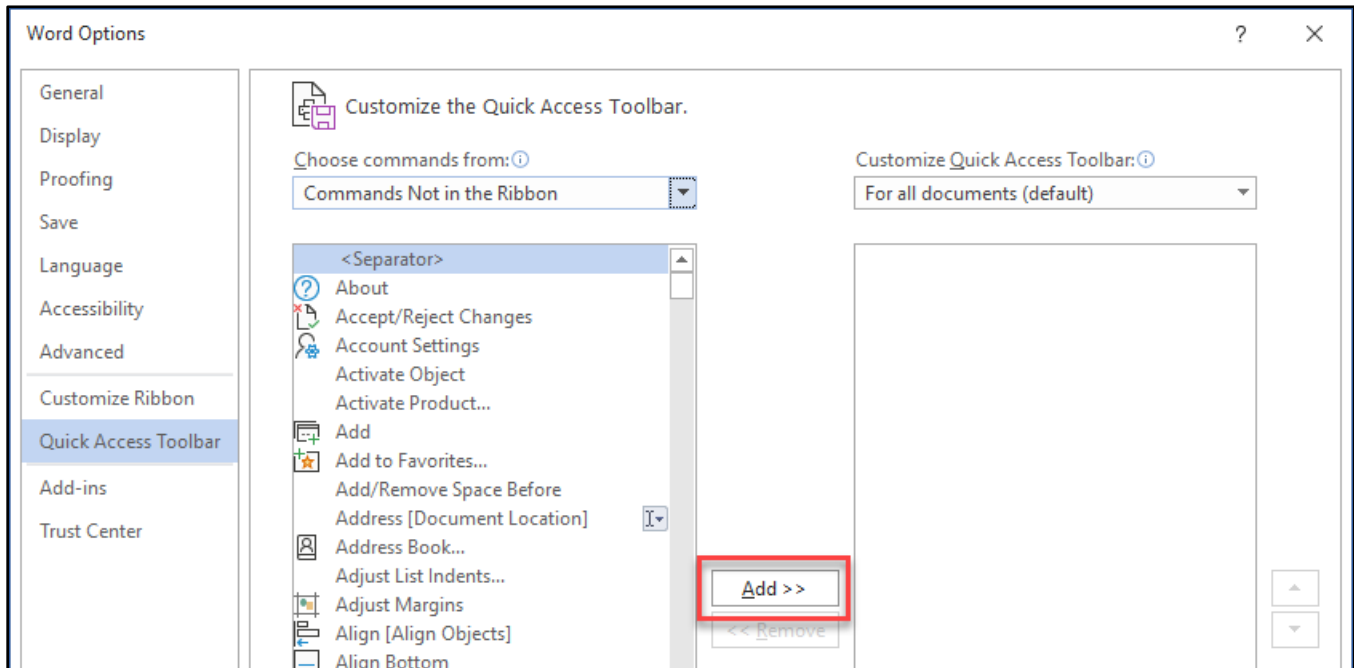 Word Options
?
General
Display
Proofing
Save
Language
Accessibility
Advanced
Customize Ribbon
Quick Access Toolbar
Add-ins
Trust Center
Customize the Quick Access Toolbar.
Choose commands from:
Commands Not in the Ribbon
<Separator>
About
Accept/Reject Changes
Account Settings
Activate Object
Activate Product...
Add
Add to Favorites...
Add/Remove Space Before
Address [Document Location]
Address Book...
Adjust List Indents...
Adjust Margins
Align [Align Objects]
Align Bottom
Add >>
<< Remove
Customize Quick Access Toolbar:
For all documents (default)